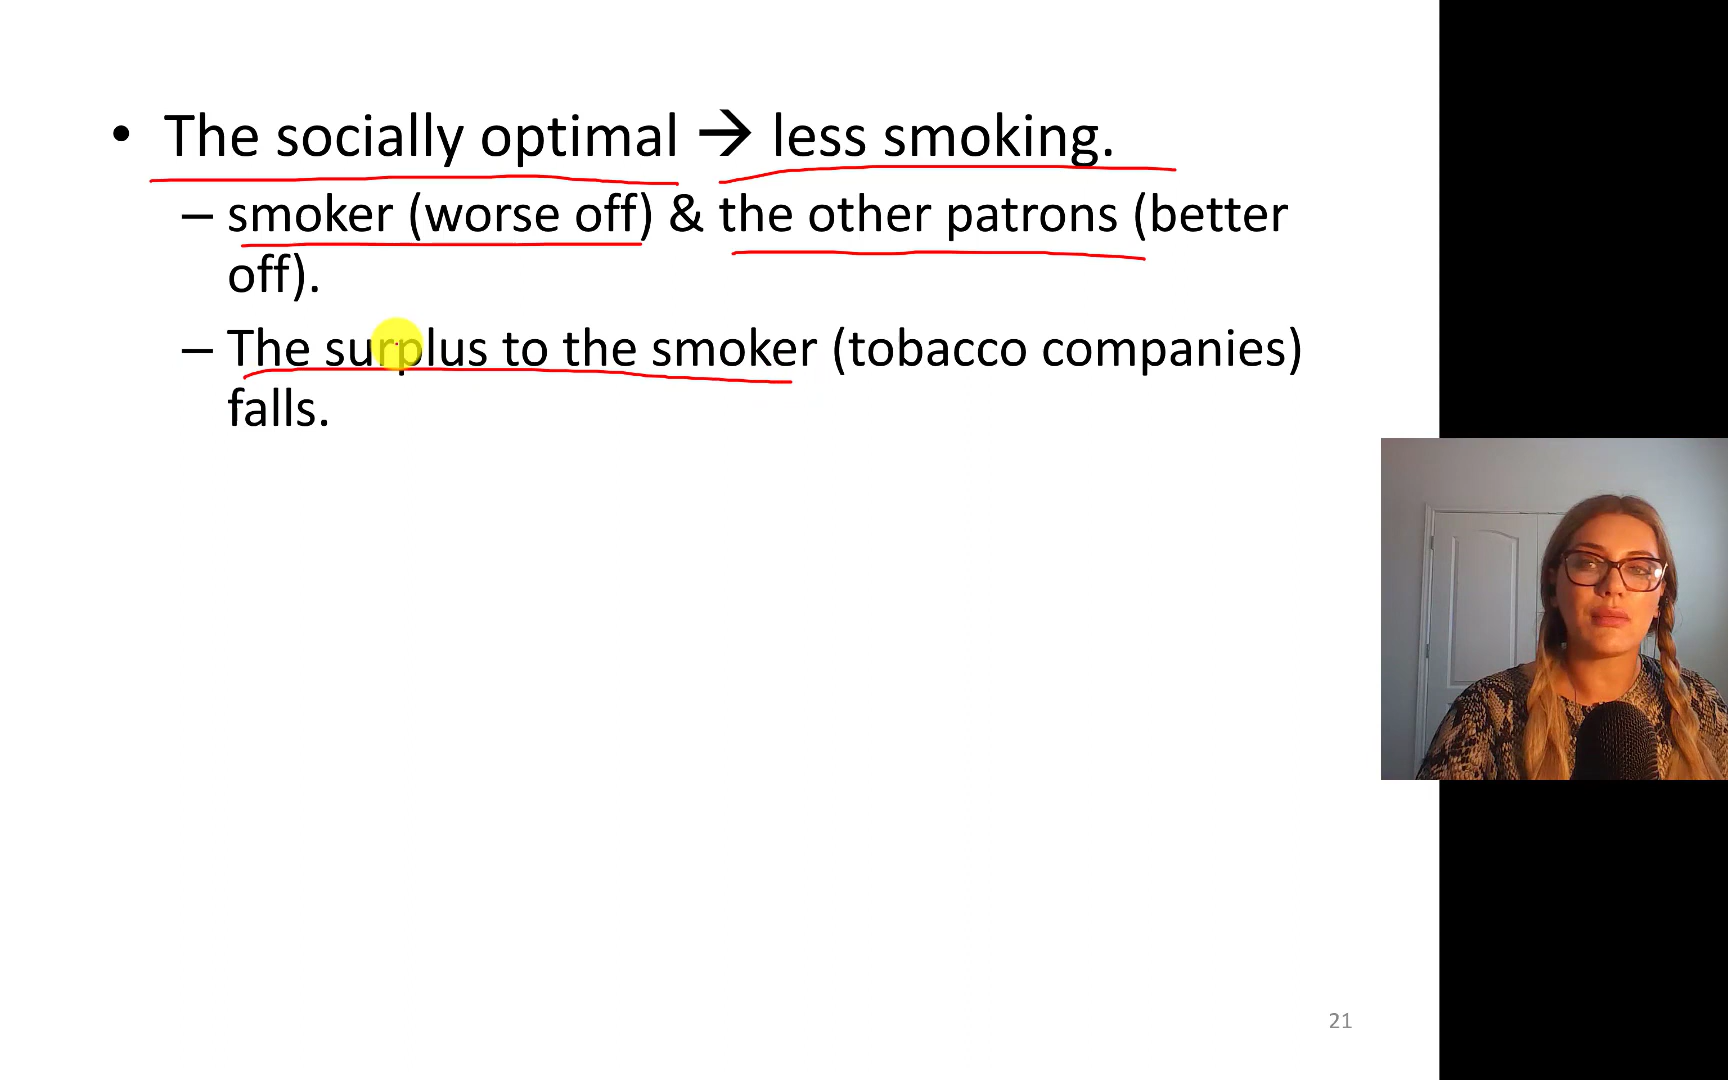 • The socially optimal → less smoking.
– smoker (worse off) & the other patrons (better
off).
– The surplus to the smoker (tobacco companies)
falls.
21